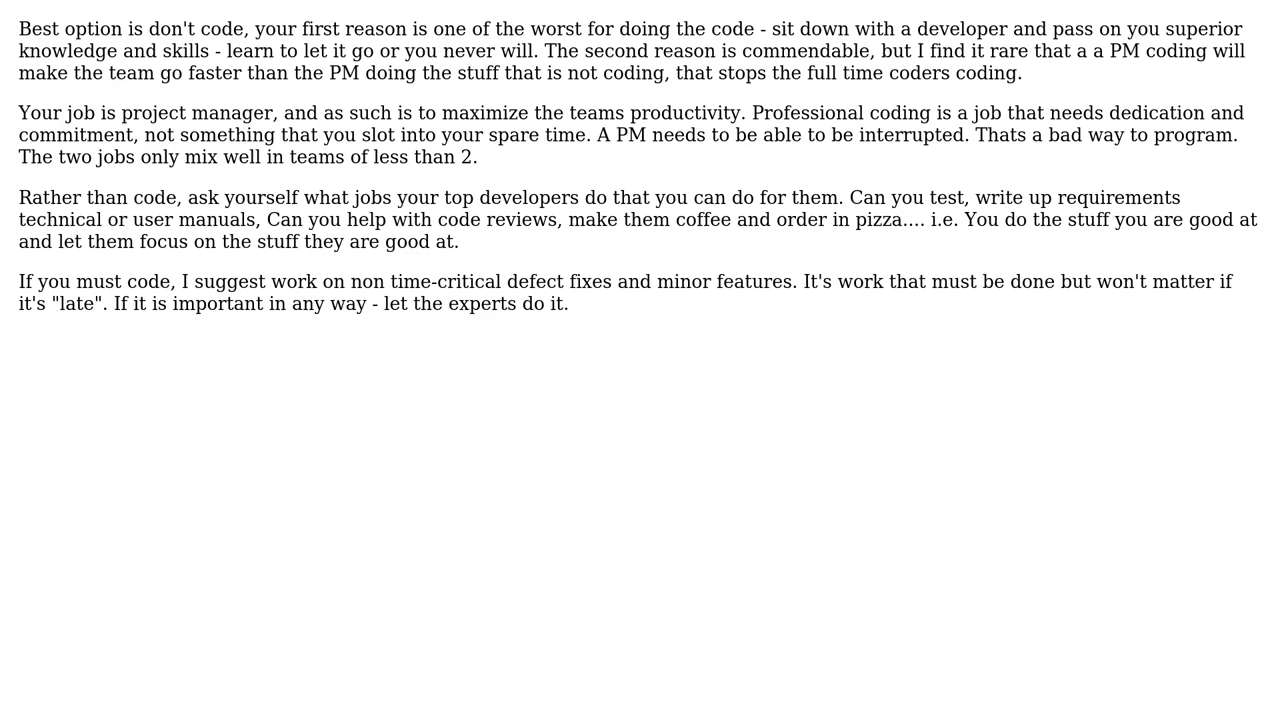 Best option is don't code, your first reason is one of the worst for doing the code - sit down with a developer and pass on you superior
knowledge and skills - learn to let it go or you never will. The second reason is commendable, but I find it rare that a a PM coding will
make the team go faster than the PM doing the stuff that is not coding, that stops the full time coders coding.
Your job is project manager, and as such is to maximize the teams productivity. Professional coding is a job that needs dedication and
commitment, not something that you slot into your spare time. A PM needs to be able to be interrupted. Thats a bad way to program.
The two jobs only mix well in teams of less than 2.
Rather than code, ask yourself what jobs your top developers do that you can do for them. Can you test, write up requirements
technical or user manuals, Can you help with code reviews, make them coffee and order in pizza.... i.e. You do the stuff you are good at
and let them focus on the stuff they are good at.
If you must code, I suggest work on non time-critical defect fixes and minor features. It's work that must be done but won't matter if
it's "late". If it is important in any way - let the experts do it.